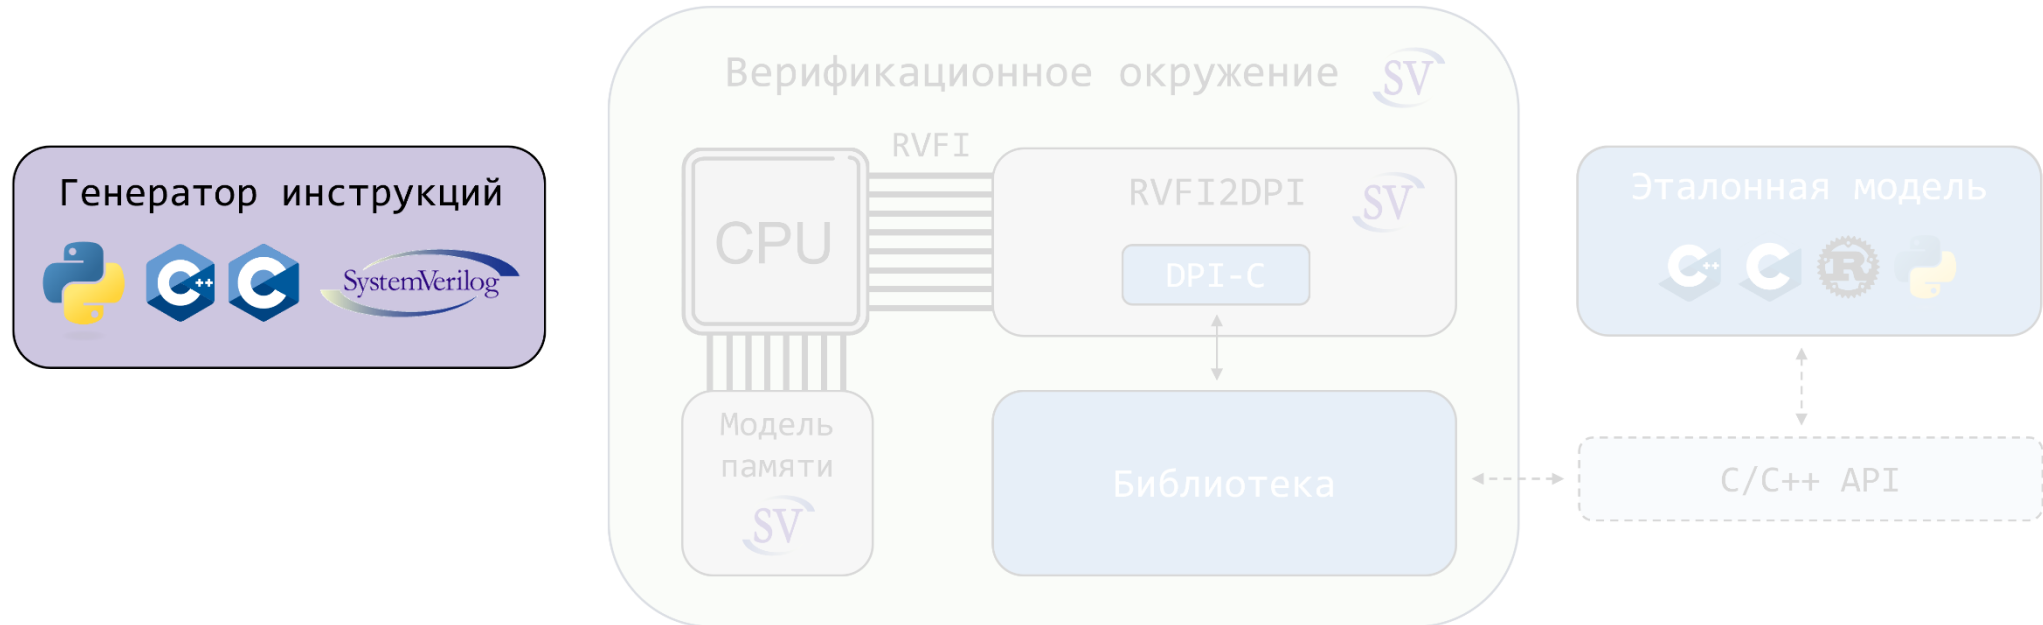 Верификационное окружение
SV
Генератор инструкций
C++
C
SystemVerilog
CPU
RVFI
RVFI2DPI
SV
DPI-C
Модель
памяти
SV
Библиотека
Эталонная модель
C++
C
R
C/C++ API